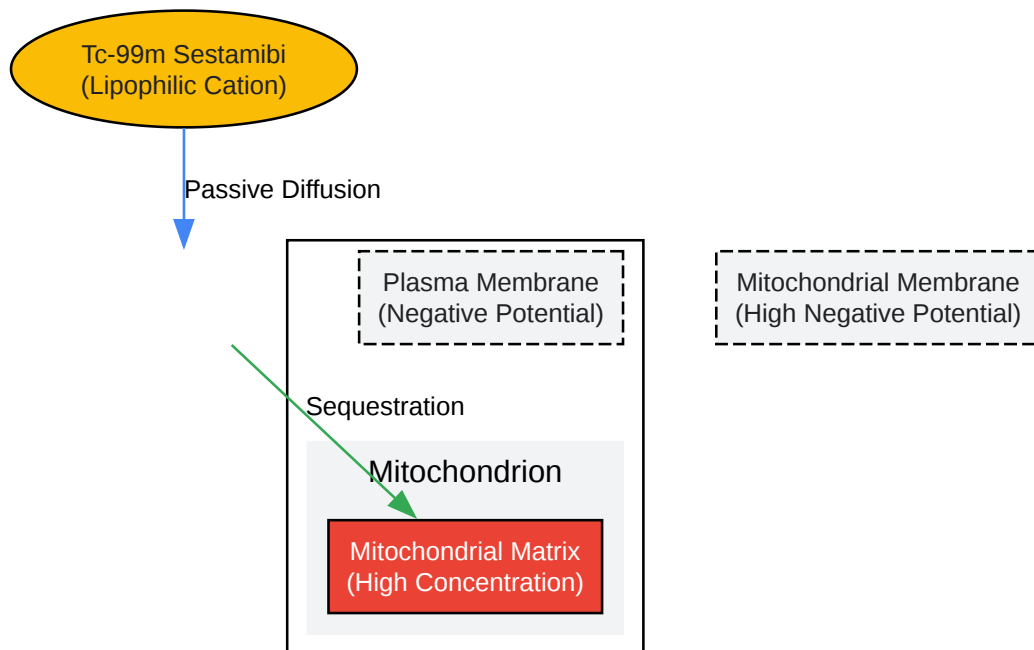 Tc-99m Sestamibi
(Lipophilic Cation)
Passive Diffusion
Plasma Membrane
(Negative Potential)
Mitochondrial Membrane
(High Negative Potential)
Sequestration
Mitochondrion
Mitochondrial Matrix
(High Concentration)